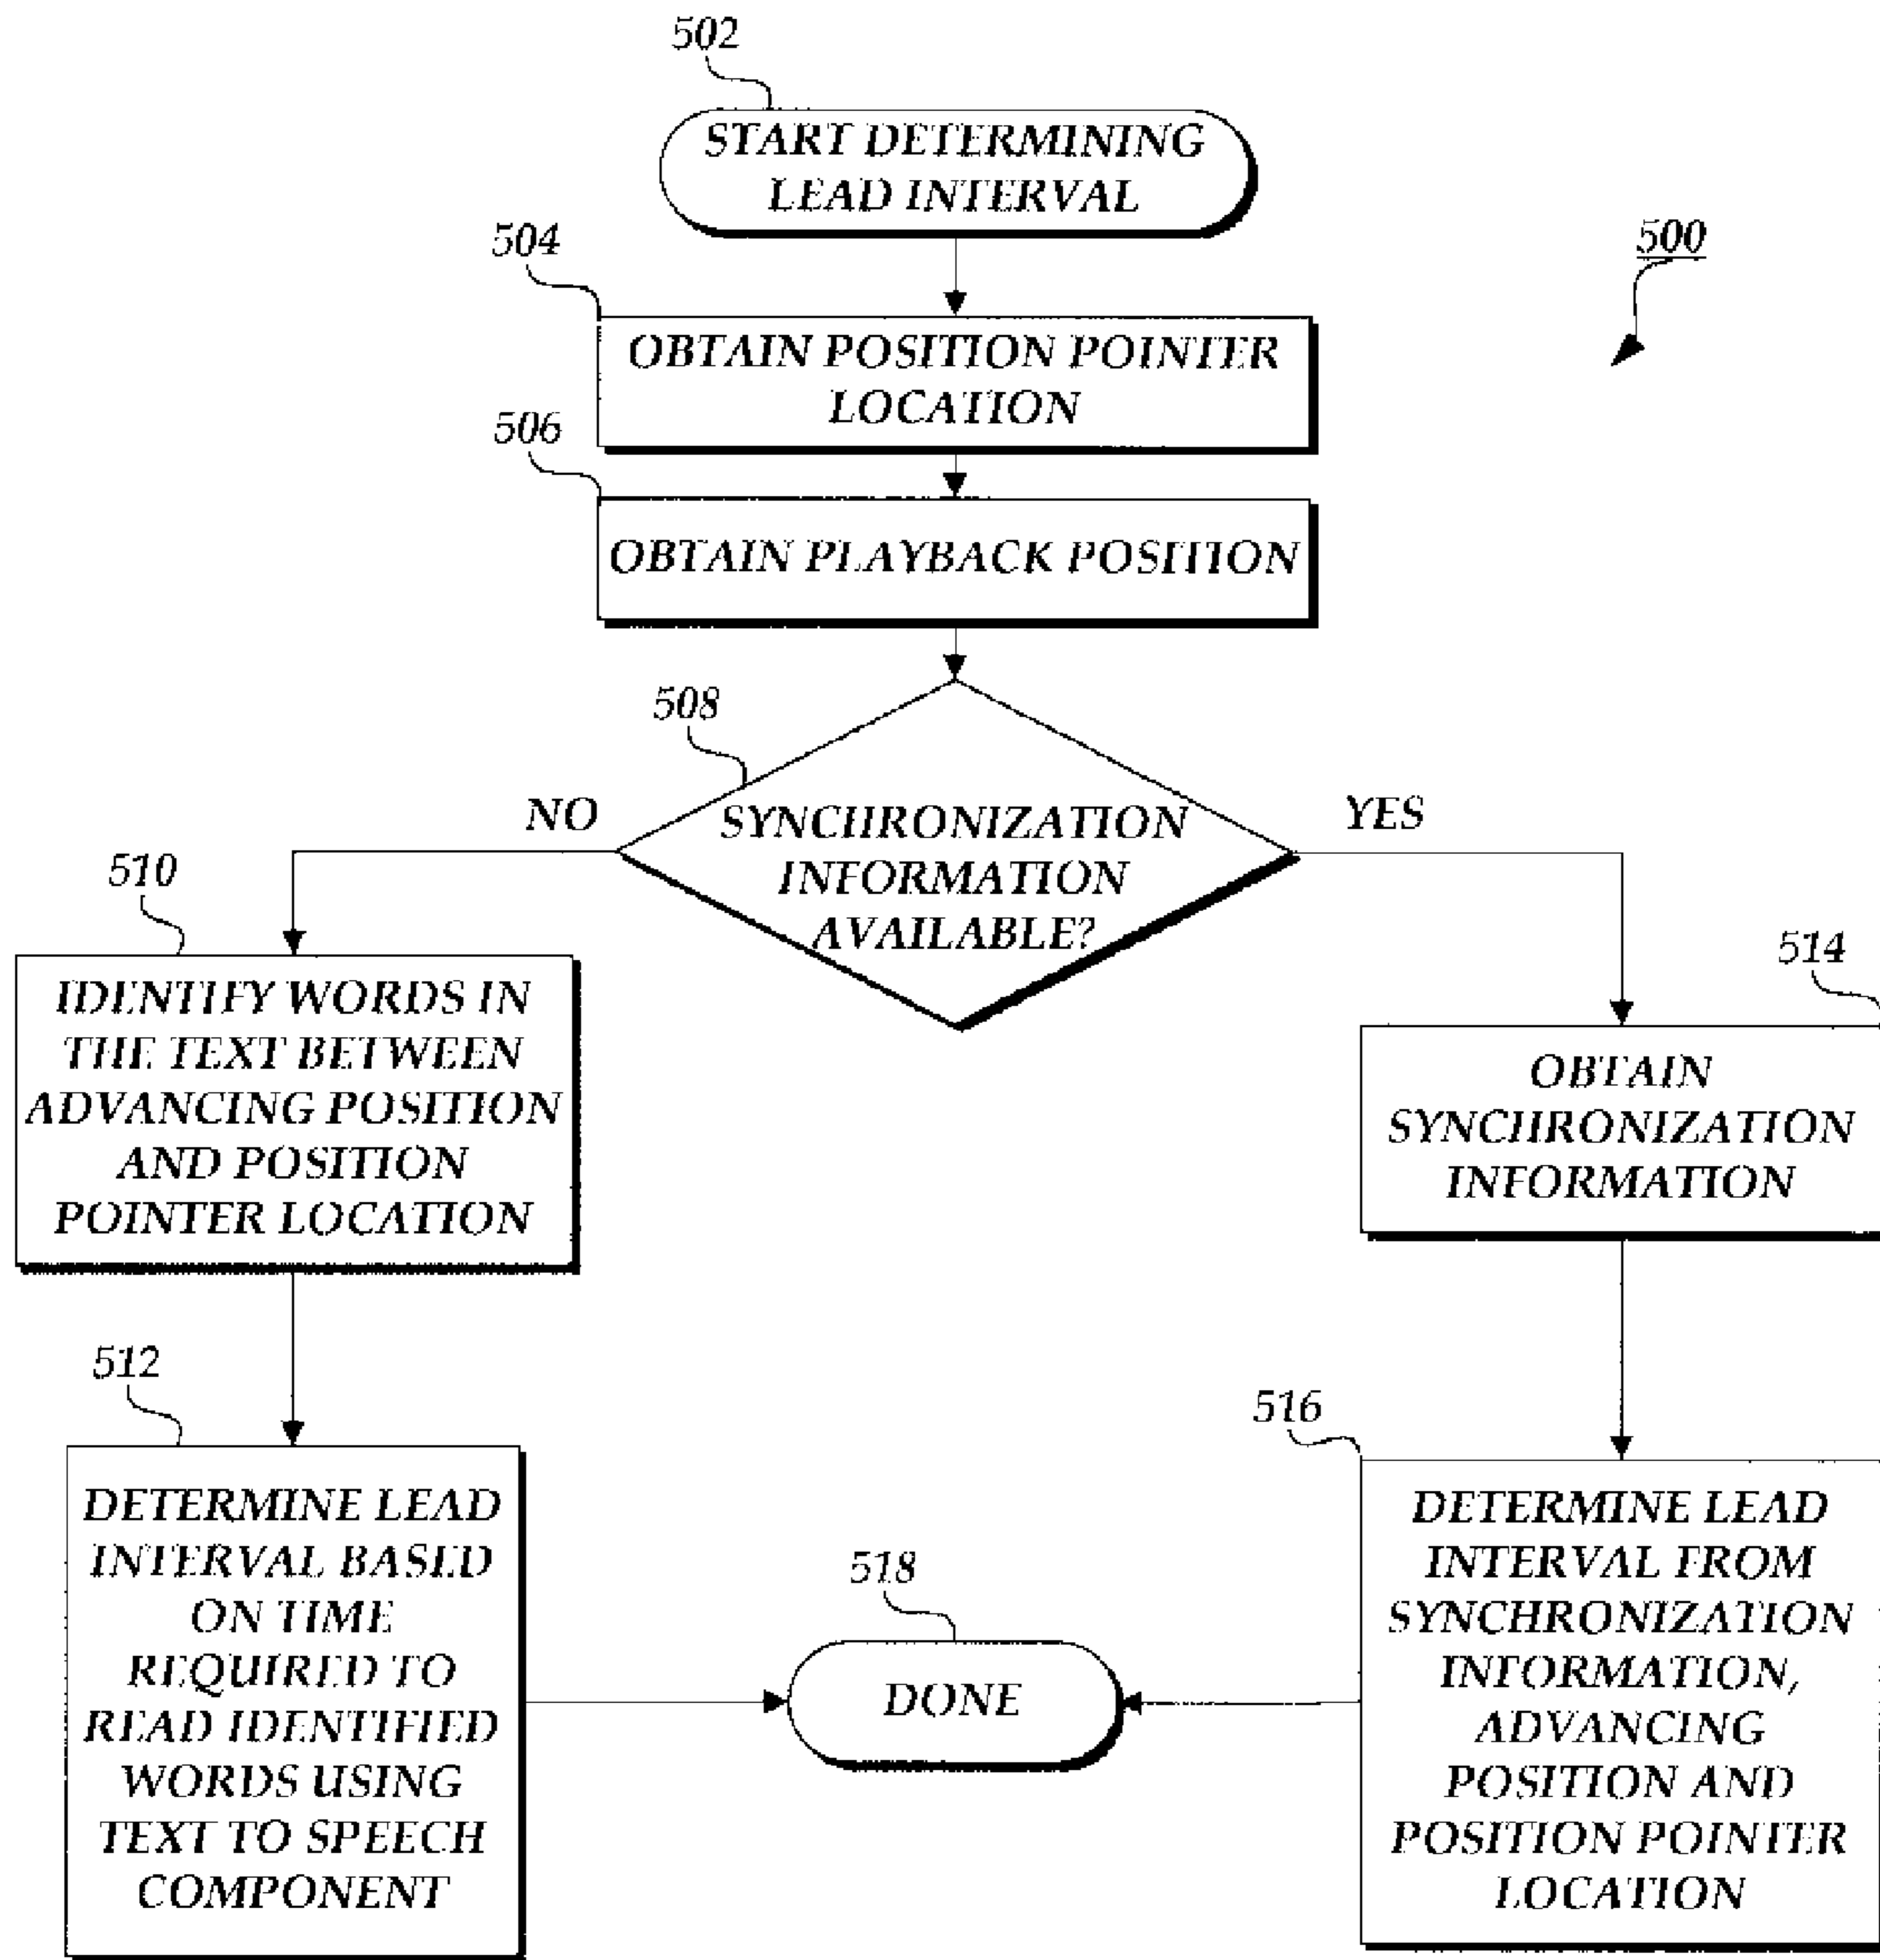 502
START DETERMINING
LEAD INTERVAL
504
500
OBTAIN POSITION POINTER
LOCATION
506
OBTAIN PLAYBACK POSITION
508
NO
SYNCHRONIZATION
INFORMATION
AVAILABLE?
YES
510
IDENTIFY WORDS IN
THE TEXT BETWEEN
ADVANCING POSITION
AND POSITION
POINTER LOCATION
514
OBTAIN
SYNCHRONIZATION
INFORMATION
512
DETERMINE LEAD
INTERVAL BASED
ON TIME
REQUIRED TO
READ IDENTIFIED
WORDS USING
TEXT TO SPEECH
COMPONENT
516
DETERMINE LEAD
INTERVAL FROM
SYNCHRONIZATION
INFORMATION,
ADVANCING
POSITION AND
POSITION POINTER
LOCATION
518
DONE